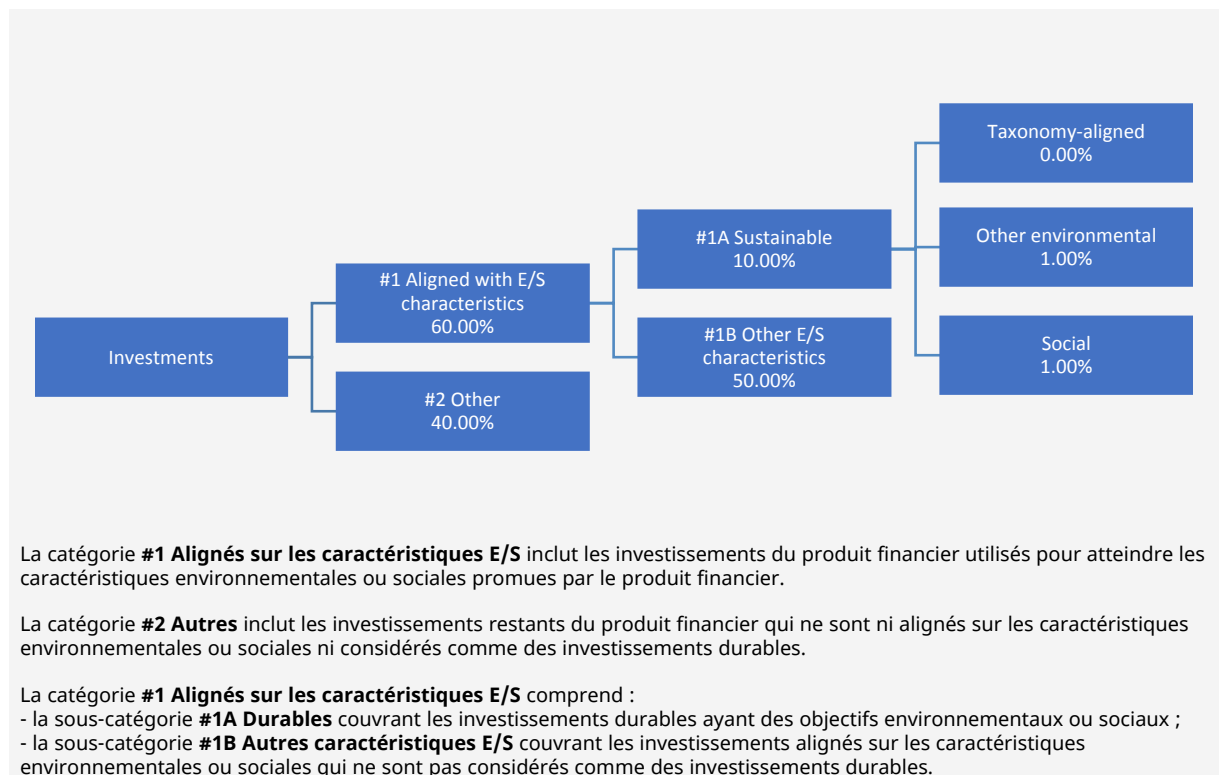 Taxonomy-aligned
0.00%
#1A Sustainable
10.00%
Other environmental
1.00%
#1 Aligned with E/S
characteristics
60.00%
Investments
#1B Other E/S
characteristics
50.00%
Social
1.00%
#2 Other
40.00%
La catégorie #1 Alignés sur les caractéristiques E/S inclut les investissements du produit financier utilisés pour atteindre les
caractéristiques environnementales ou sociales promues par le produit financier.
La catégorie #2 Autres inclut les investissements restants du produit financier qui ne sont ni alignés sur les caractéristiques
environnementales ou sociales ni considérés comme des investissements durables.
La catégorie #1 Alignés sur les caractéristiques E/S comprend :
- la sous-catégorie #1A Durables couvrant les investissements durables ayant des objectifs environnementaux ou sociaux ;
- la sous-catégorie #1B Autres caractéristiques E/S couvrant les investissements alignés sur les caractéristiques
environnementales ou sociales qui ne sont pas considérés comme des investissements durables.